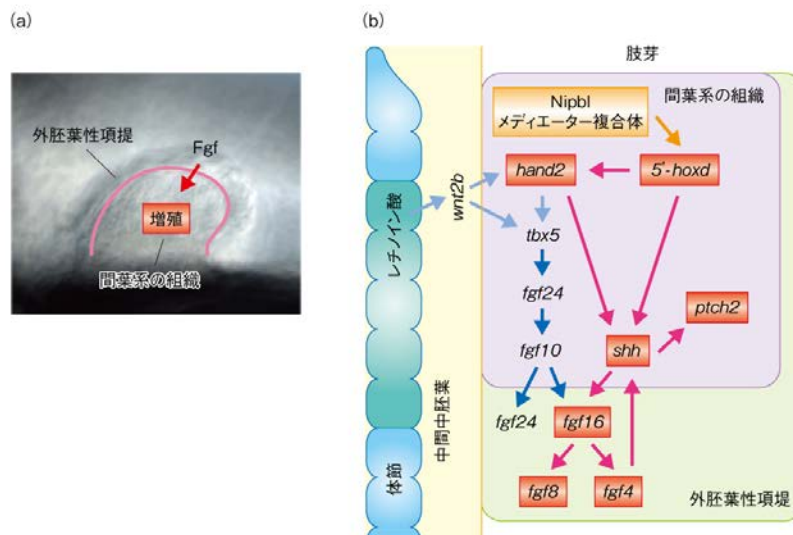 (a)
外胚葉性項提
Fgf
増殖
間葉系の組織
(b)
肢芽
間葉系の組織
Nipbl
メディエーター複合体
hand2
5'-hoxd
レチノイン酸
wnt2b
tbx5
fgf24
ptch2
fgf10
shh
中間中胚葉
fgf24
fgf16
体節
fgf8
fgf4
外胚葉性項堤